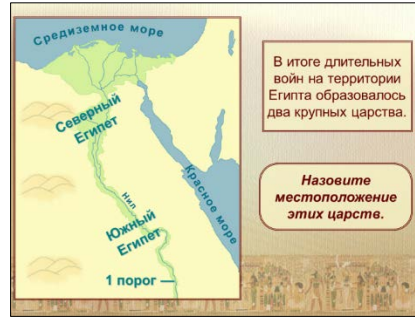 Средиземное море
Северный
Египет
Красное море
Нил
Южный
Египет
1 порог —
В итоге длительных
войн на территории
Египта образовалось
два крупных царства.
Назовите
местоположение
этих царств.